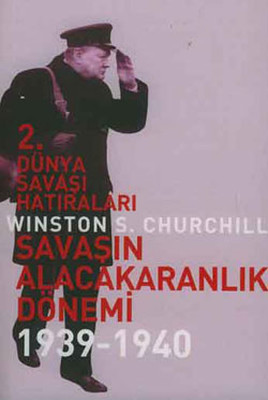 2.
DÜNYA
SAVAŞI
HATIRALARI
WINSTON S. CHURCHILL
SAVAŞIN
ALACAKARANLIK
DÖNEMİ
1939-1940